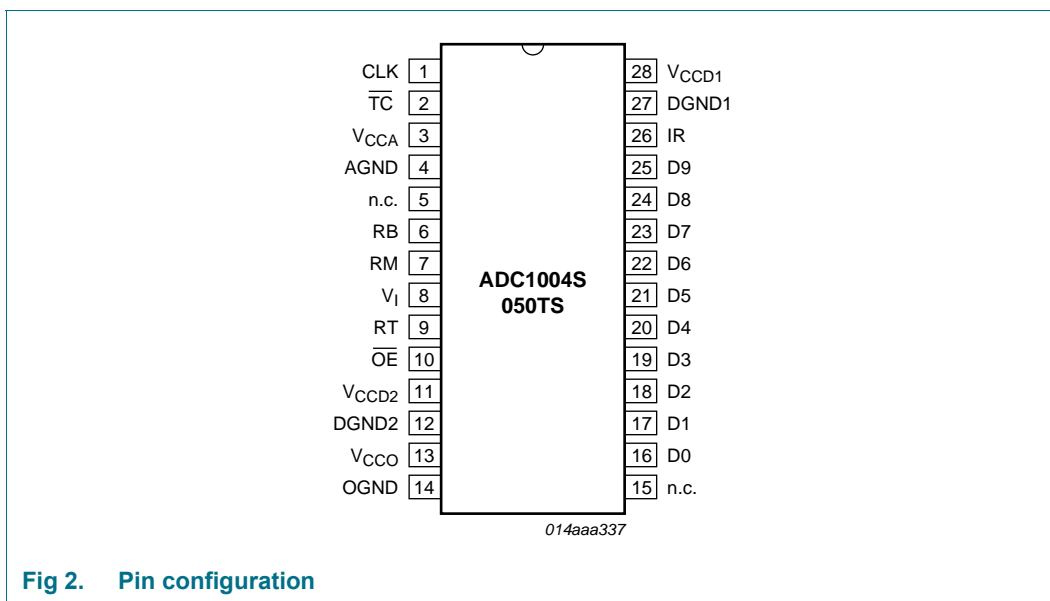 CLK 1 28 VCCD1
TC 2 27 DGND1
VCCA 3 26 IR
AGND 4 25 D9
n.c. 5 24 D8
RB 6 23 D7
RM 7 22 D6
VI 8 21 D5
RT 9 20 D4
OE 10 19 D3
VCCD2 11 18 D2
DGND2 12 17 D1
VCCO 13 16 D0
OGND 14 15 n.c.
ADC1004S
050TS
014aaa337
Fig 2. Pin configuration